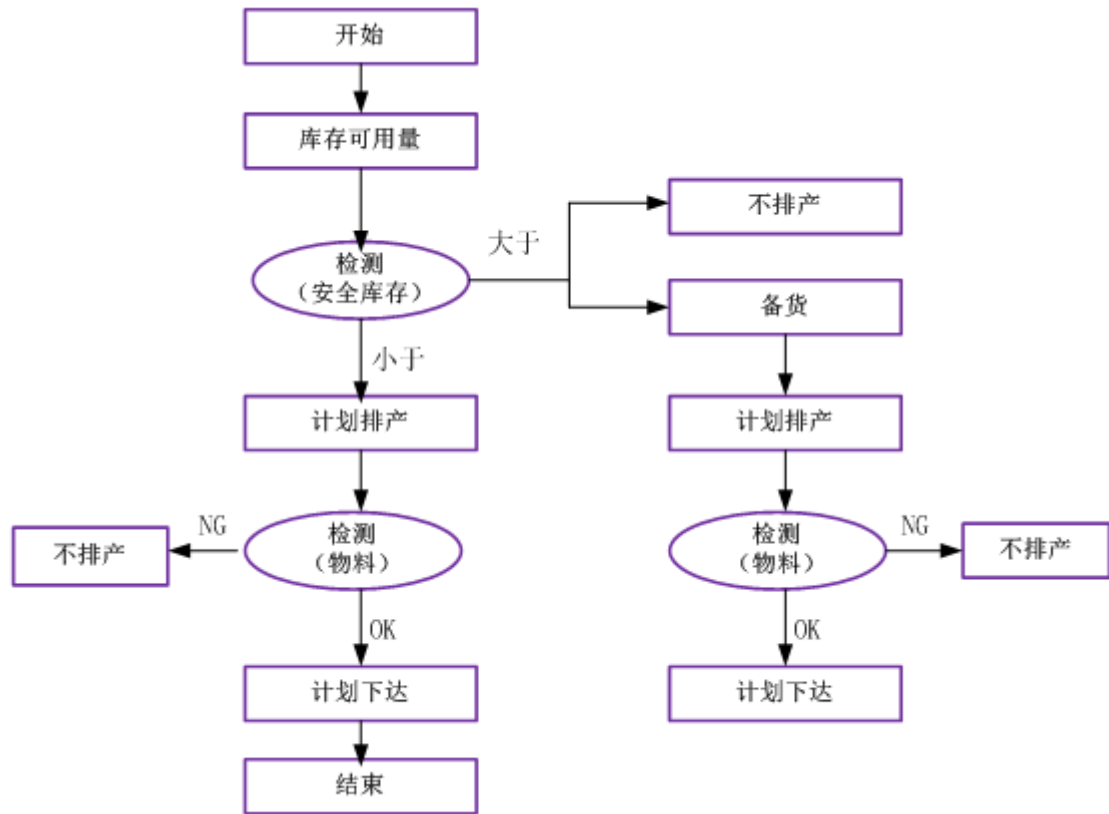 开始
库存可用量
不排产
大于
检测
（安全库存）
备货
小于
计划排产
计划排产
NG
检测
（物料）
不排产
检测
（物料）
NG
不排产
OK
OK
计划下达
计划下达
结束